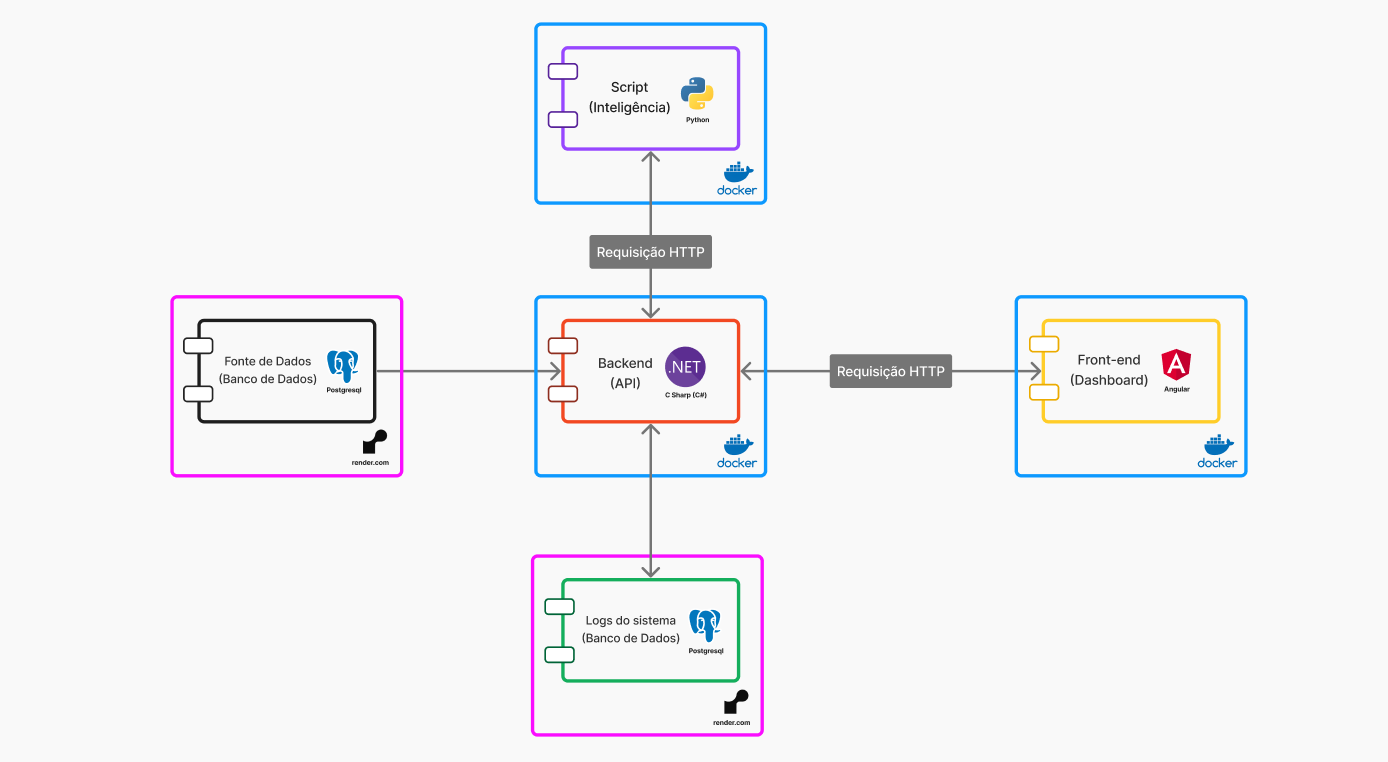 Script
(Inteligência)
Python
docker
Requisição HTTP
Fonte de Dados
(Banco de Dados)
Postgresql
render.com
Backend
(API)
.NET
C Sharp (C#)
docker
Requisição HTTP
Front-end
(Dashboard)
Angular
docker
Logs do sistema
(Banco de Dados)
Postgresql
render.com